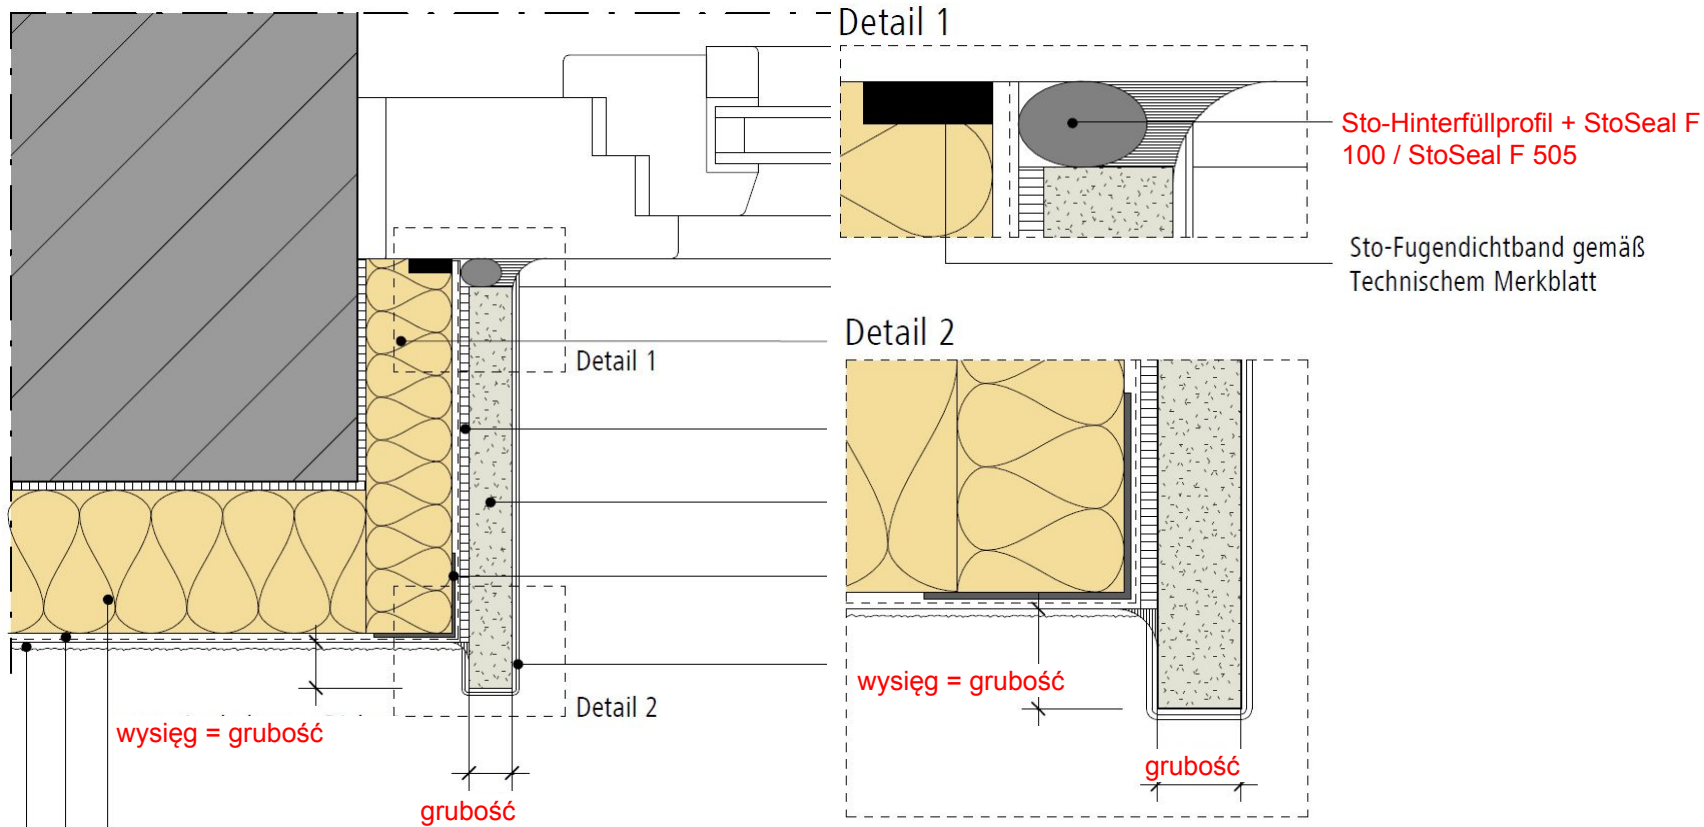 Detail 1
Sto-Hinterfüllprofil + StoSeal F
100 / StoSeal F 505
Sto-Fugendichtband gemäß
Technischem Merkblatt
Detail 1
Detail 2
wysięg = grubość
grubość
Detail 2
wysięg = grubość
grubość